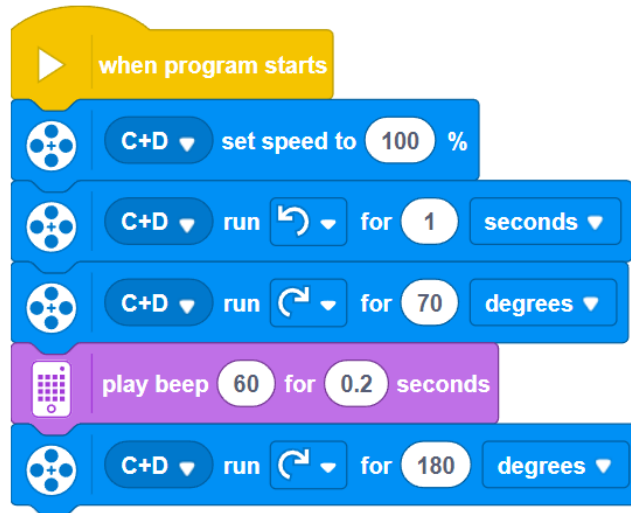 when program starts
C+D set speed to 100 %
C+D run for 1 seconds
C+D run for 70 degrees
play beep 60 for 0.2 seconds
C+D run for 180 degrees